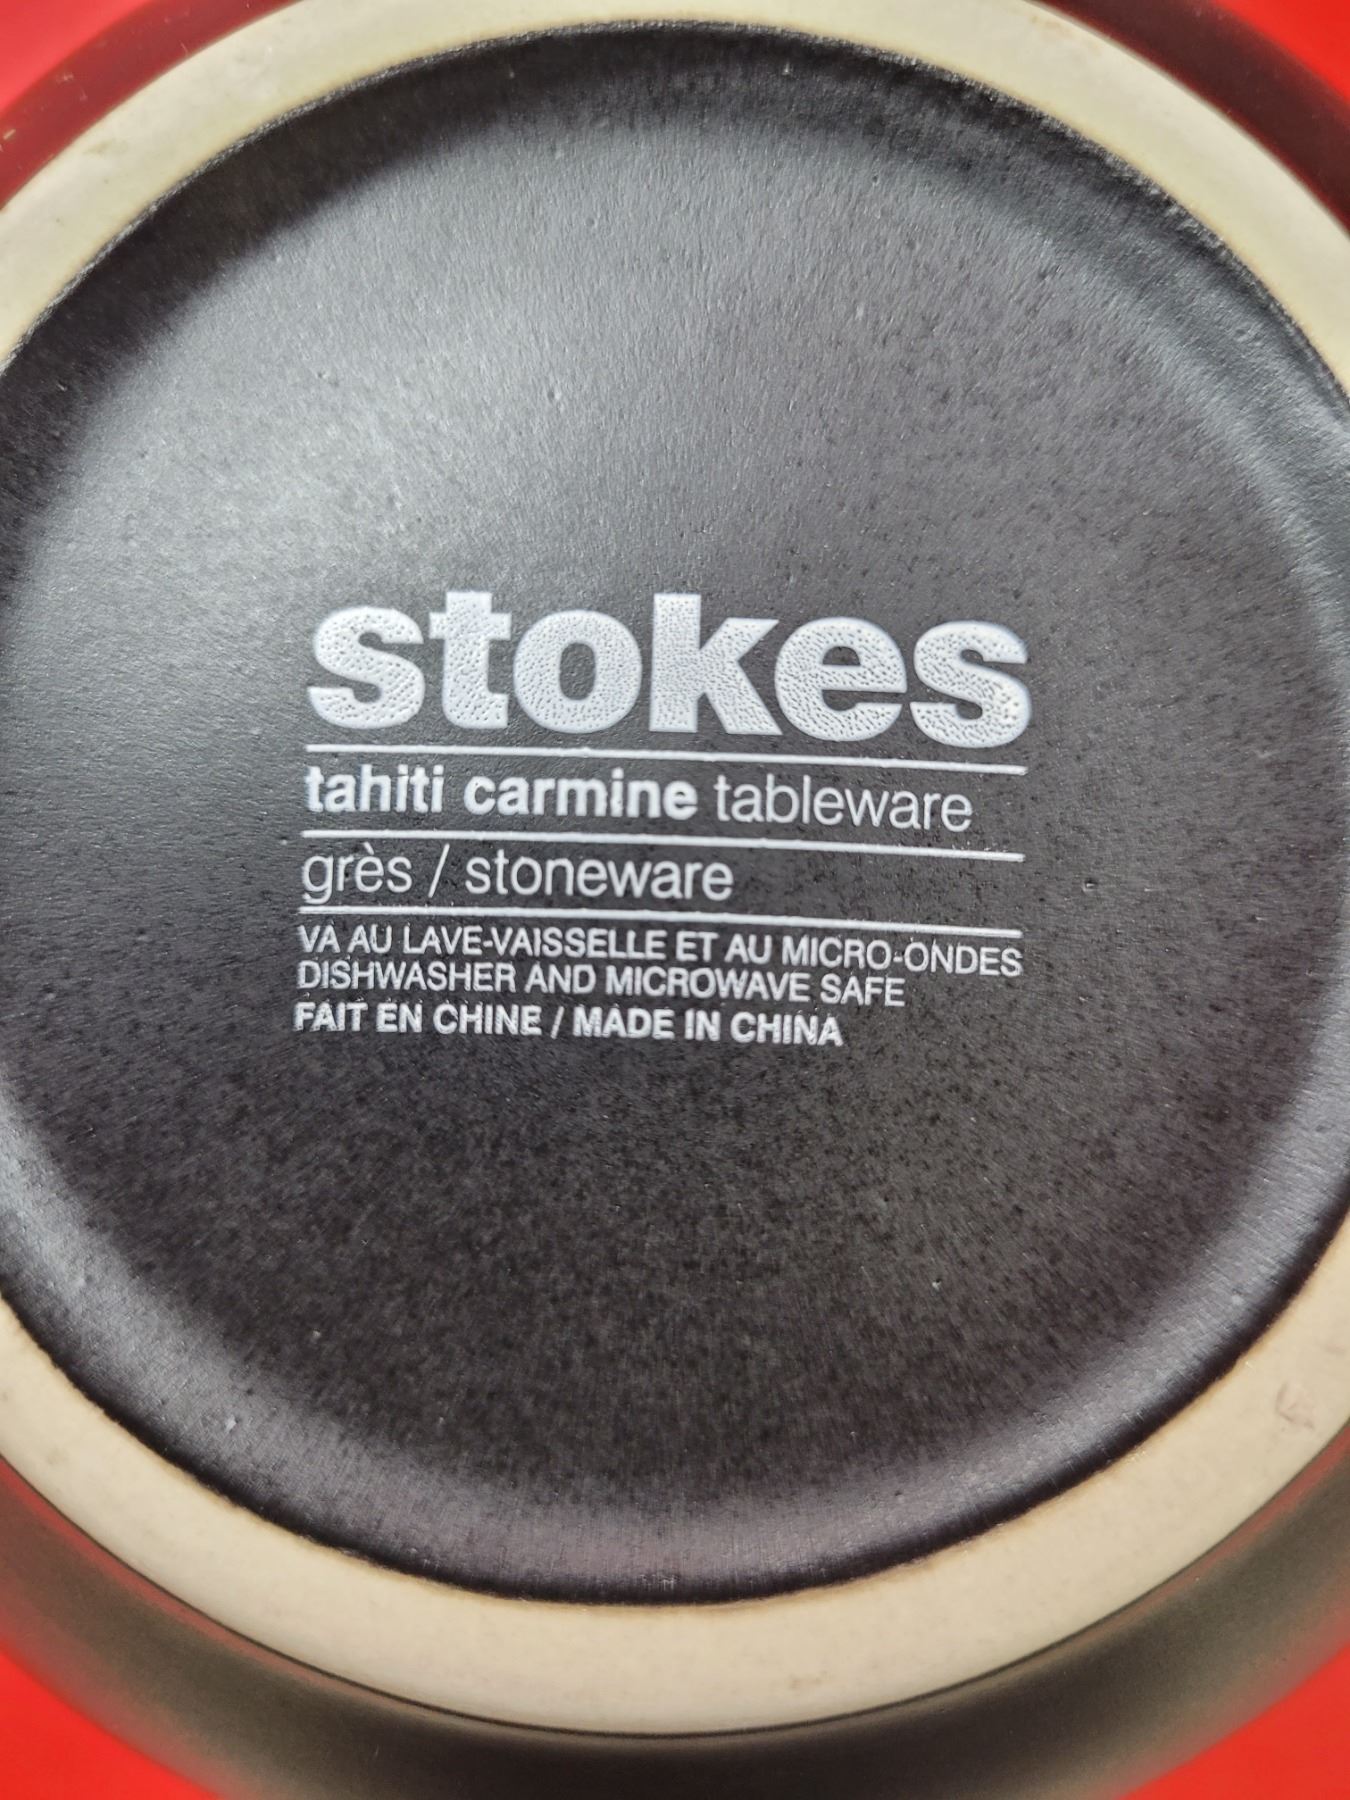 stokes
tahiti carmine tableware
grès / stoneware
VA AU LAVE-VAISSELLE ET AU MICRO-ONDES
DISHWASHER AND MICROWAVE SAFE
FAIT EN CHINE / MADE IN CHINA